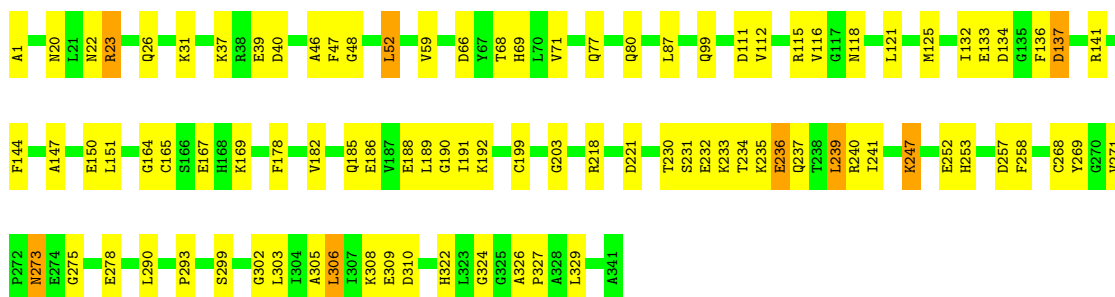 A1 N20 L21 N22 R23 Q26 K31 K37 R38 E39 D40 A46 F47 G48 L52 V59 D66 Y67 T68 H69 L70 V71 Q77 Q80 L87 Q99 D111 V112 R115 V116 G117 N118 L121 M125 I132 E133 D134 G135 F136 D137 R141
F144 A147 E150 L151 G164 C165 S166 E167 H168 K169 F178 V182 Q185 E186 V187 E188 L189 G190 I191 K192 C199 G203 R218 D221 T230 S231 E232 K233 T234 K235 E236 Q237 T238 L239 R240 I241 K247 E252 H253 D257 F258 C268 Y269 G270
P272 N273 E274 G275 E278 L290 P293 S299 G302 L303 I304 A305 L306 I307 K308 E309 D310 H322 L323 G324 G325 A326 P327 A328 L329 A341